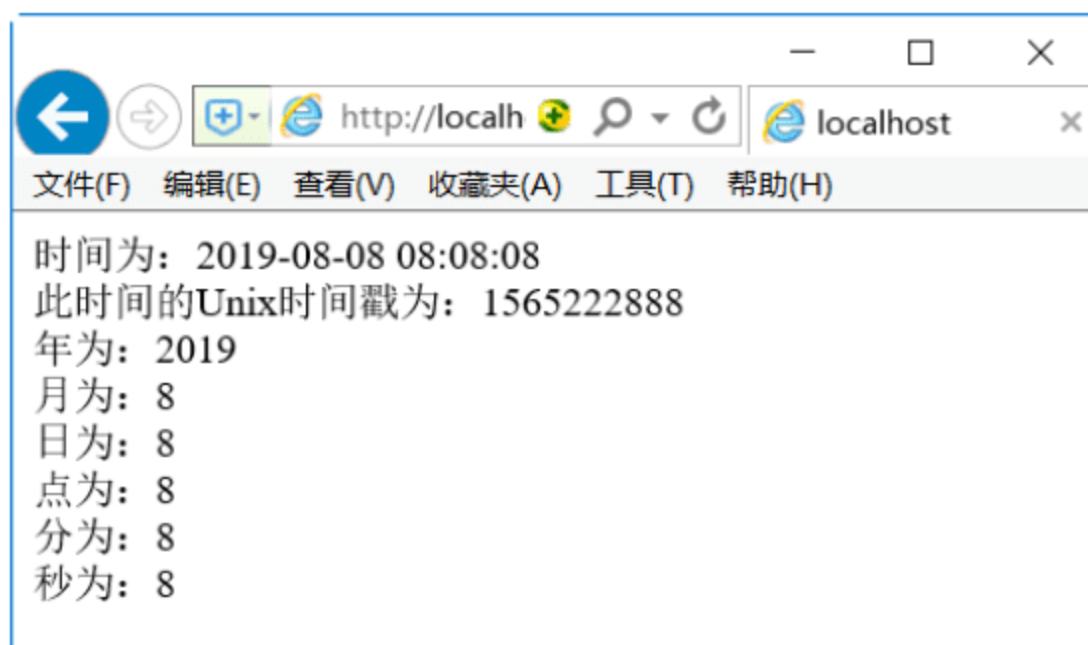 http://localh
localhost
文件(F) 编辑(E) 查看(V) 收藏夹(A) 工具(T) 帮助(H)
时间为：2019-08-08 08:08:08
此时间的Unix时间戳为：1565222888
年为：2019
月为：8
日为：8
点为：8
分为：8
秒为：8